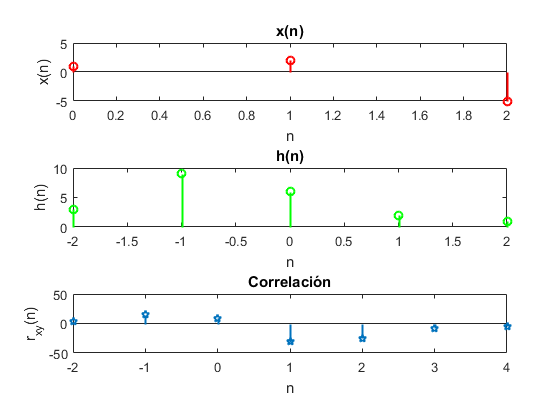 x(n)
5
0
-5
x(n)
0 0.2 0.4 0.6 0.8 1 1.2 1.4 1.6 1.8 2
n
h(n)
10
5
0
h(n)
-2 -1.5 -1 -0.5 0 0.5 1 1.5 2
n
Correlación
50
0
-50
r_xy(n)
-2 -1 0 1 2 3 4
n